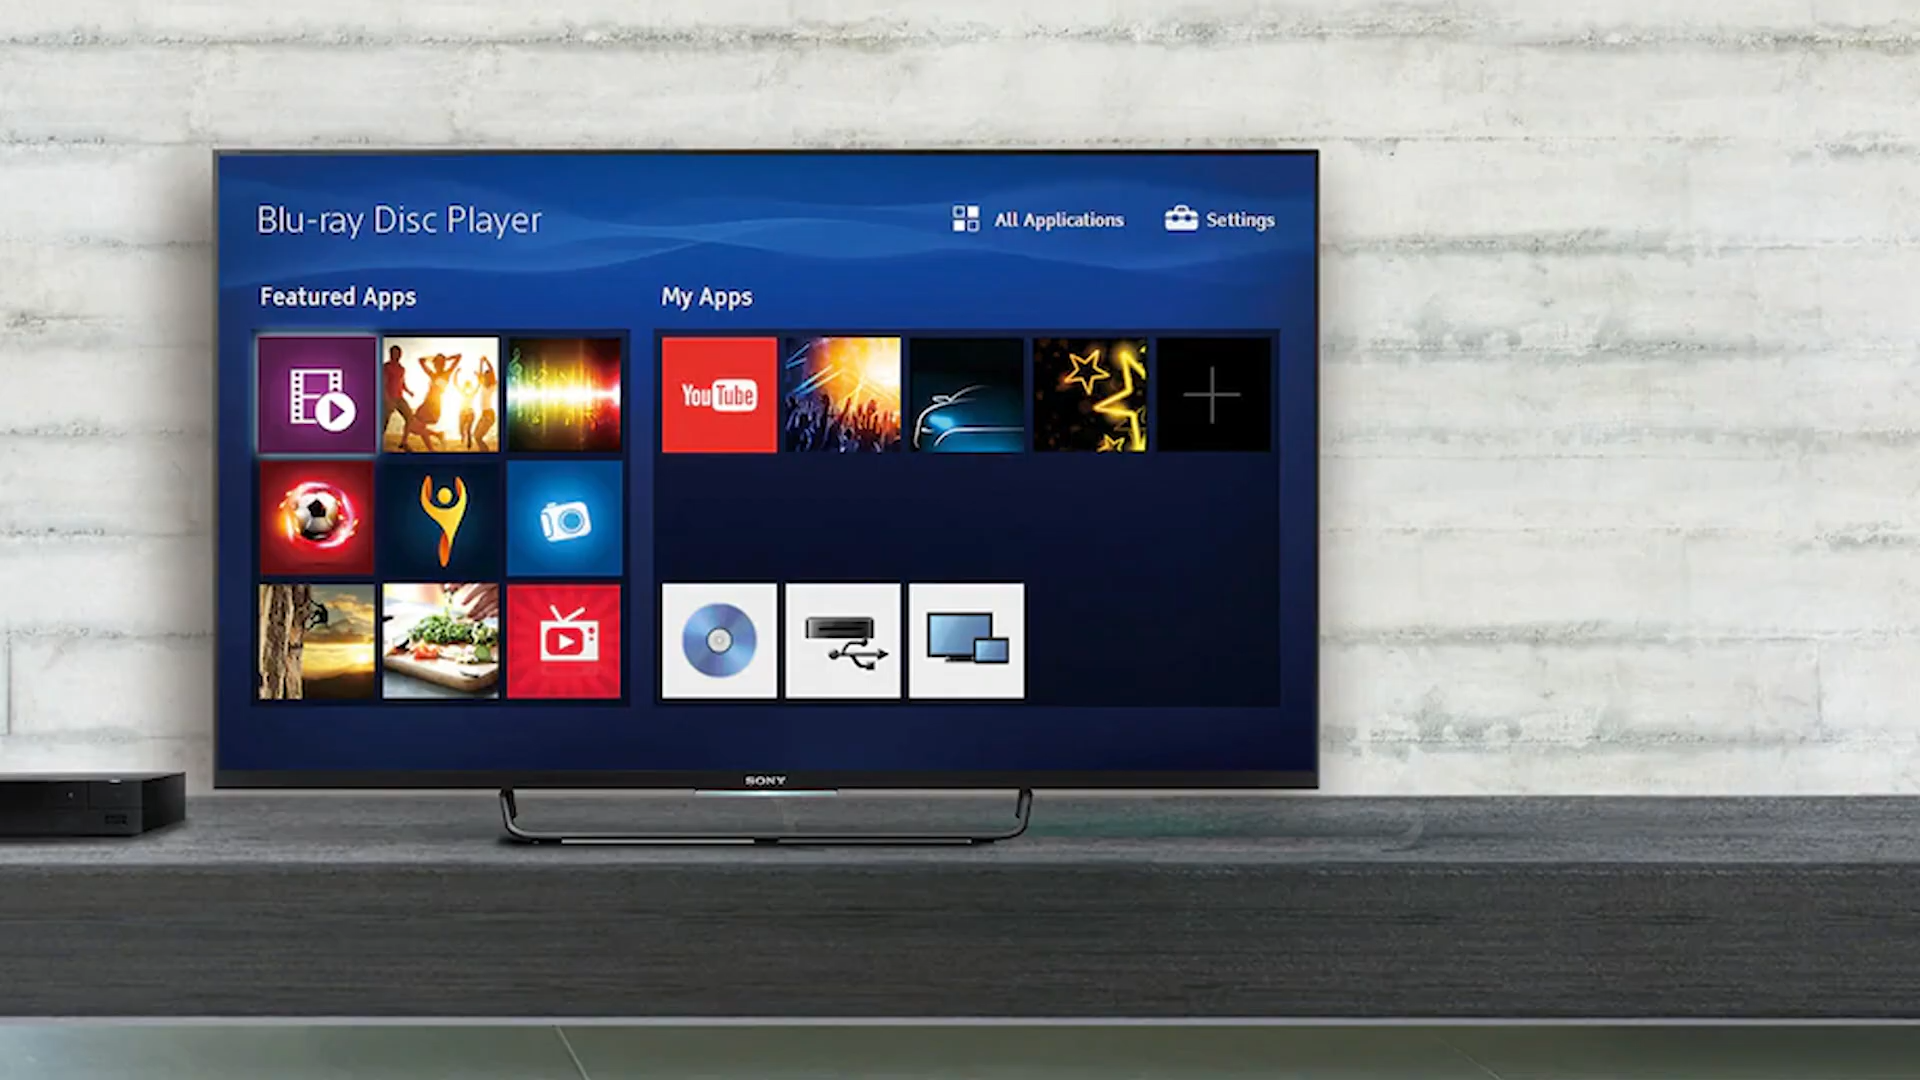 Blu-ray Disc Player
All Applications
Settings
Featured Apps
My Apps
YouTube
SONY